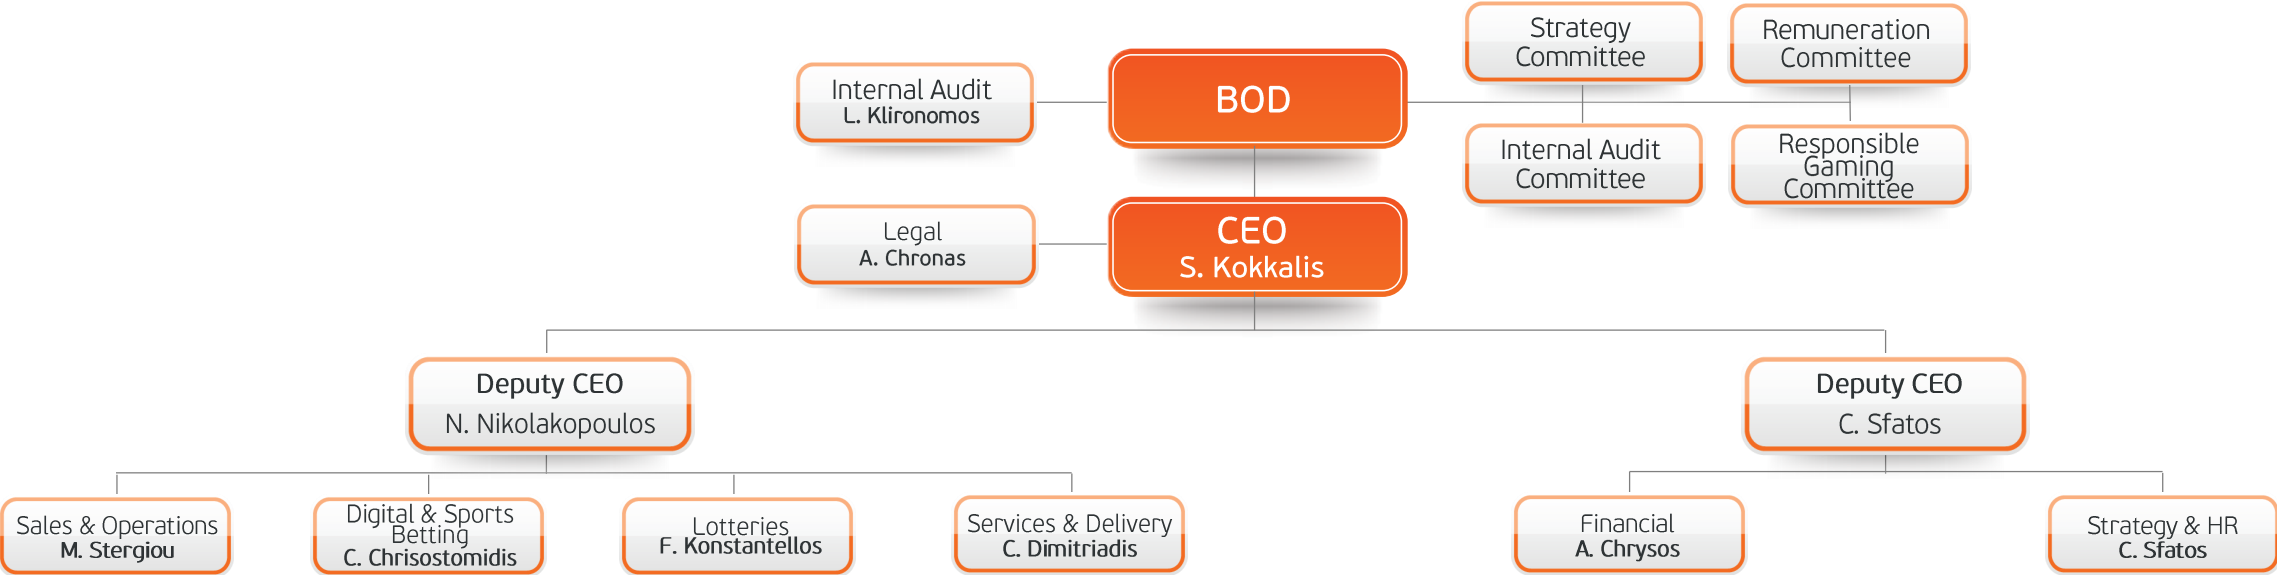 Strategy
Committee
Remuneration
Committee
Internal Audit
L. Klironomos
BOD
Internal Audit
Committee
Responsible
Gaming
Committee
Legal
A. Chronas
CEO
S. Kokkalis
Deputy CEO
N. Nikolakopoulos
Deputy CEO
C. Sfatos
Sales & Operations
M. Stergiou
Digital & Sports
Betting
C. Chrisostomidis
Lotteries
F. Konstantellos
Services & Delivery
C. Dimitriadis
Financial
A. Chrysos
Strategy & HR
C. Sfatos